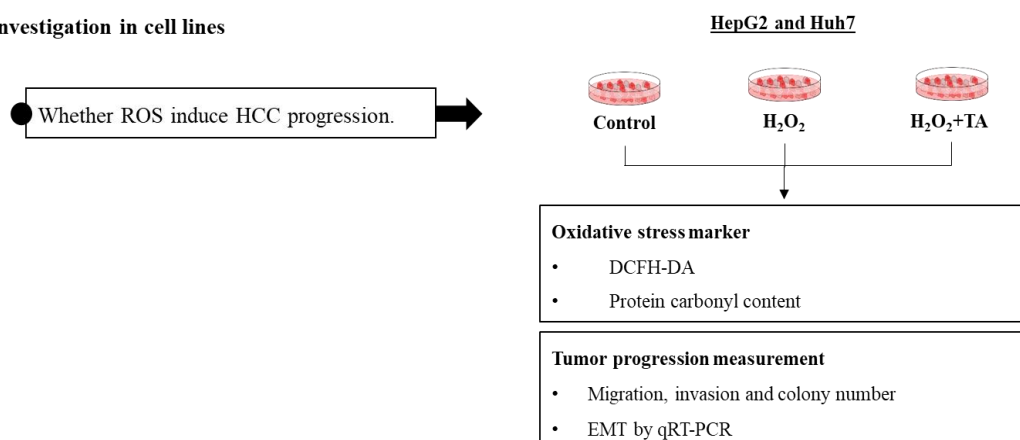 nvestigation in cell lines
HepG2 and Huh7
Whether ROS induce HCC progression.
Control
H₂O₂
H₂O₂+TA
Oxidative stress marker
• DCFH-DA
• Protein carbonyl content
Tumor progression measurement
• Migration, invasion and colony number
• EMT by qRT-PCR